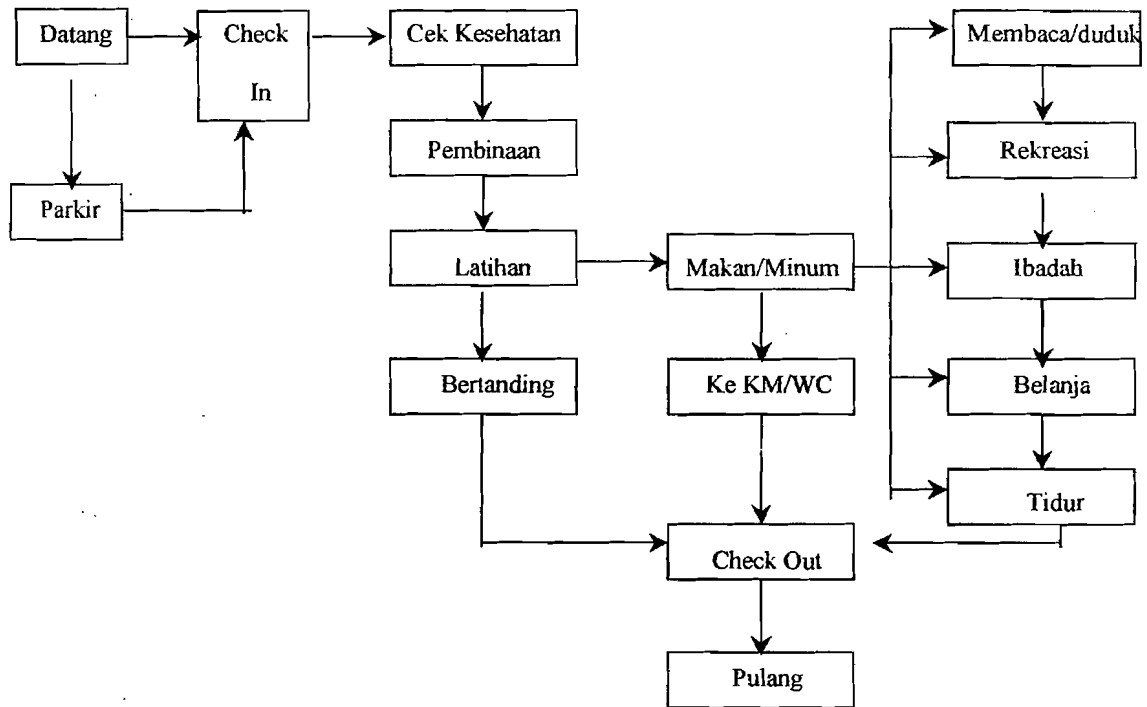 Datang
Check
In
Cek Kesehatan
Membaca/duduk
Pembinaan
Rekreasi
Parkir
Latihan
Makan/Minum
Ibadah
Bertanding
Ke KM/WC
Belanja
Tidur
Check Out
Pulang